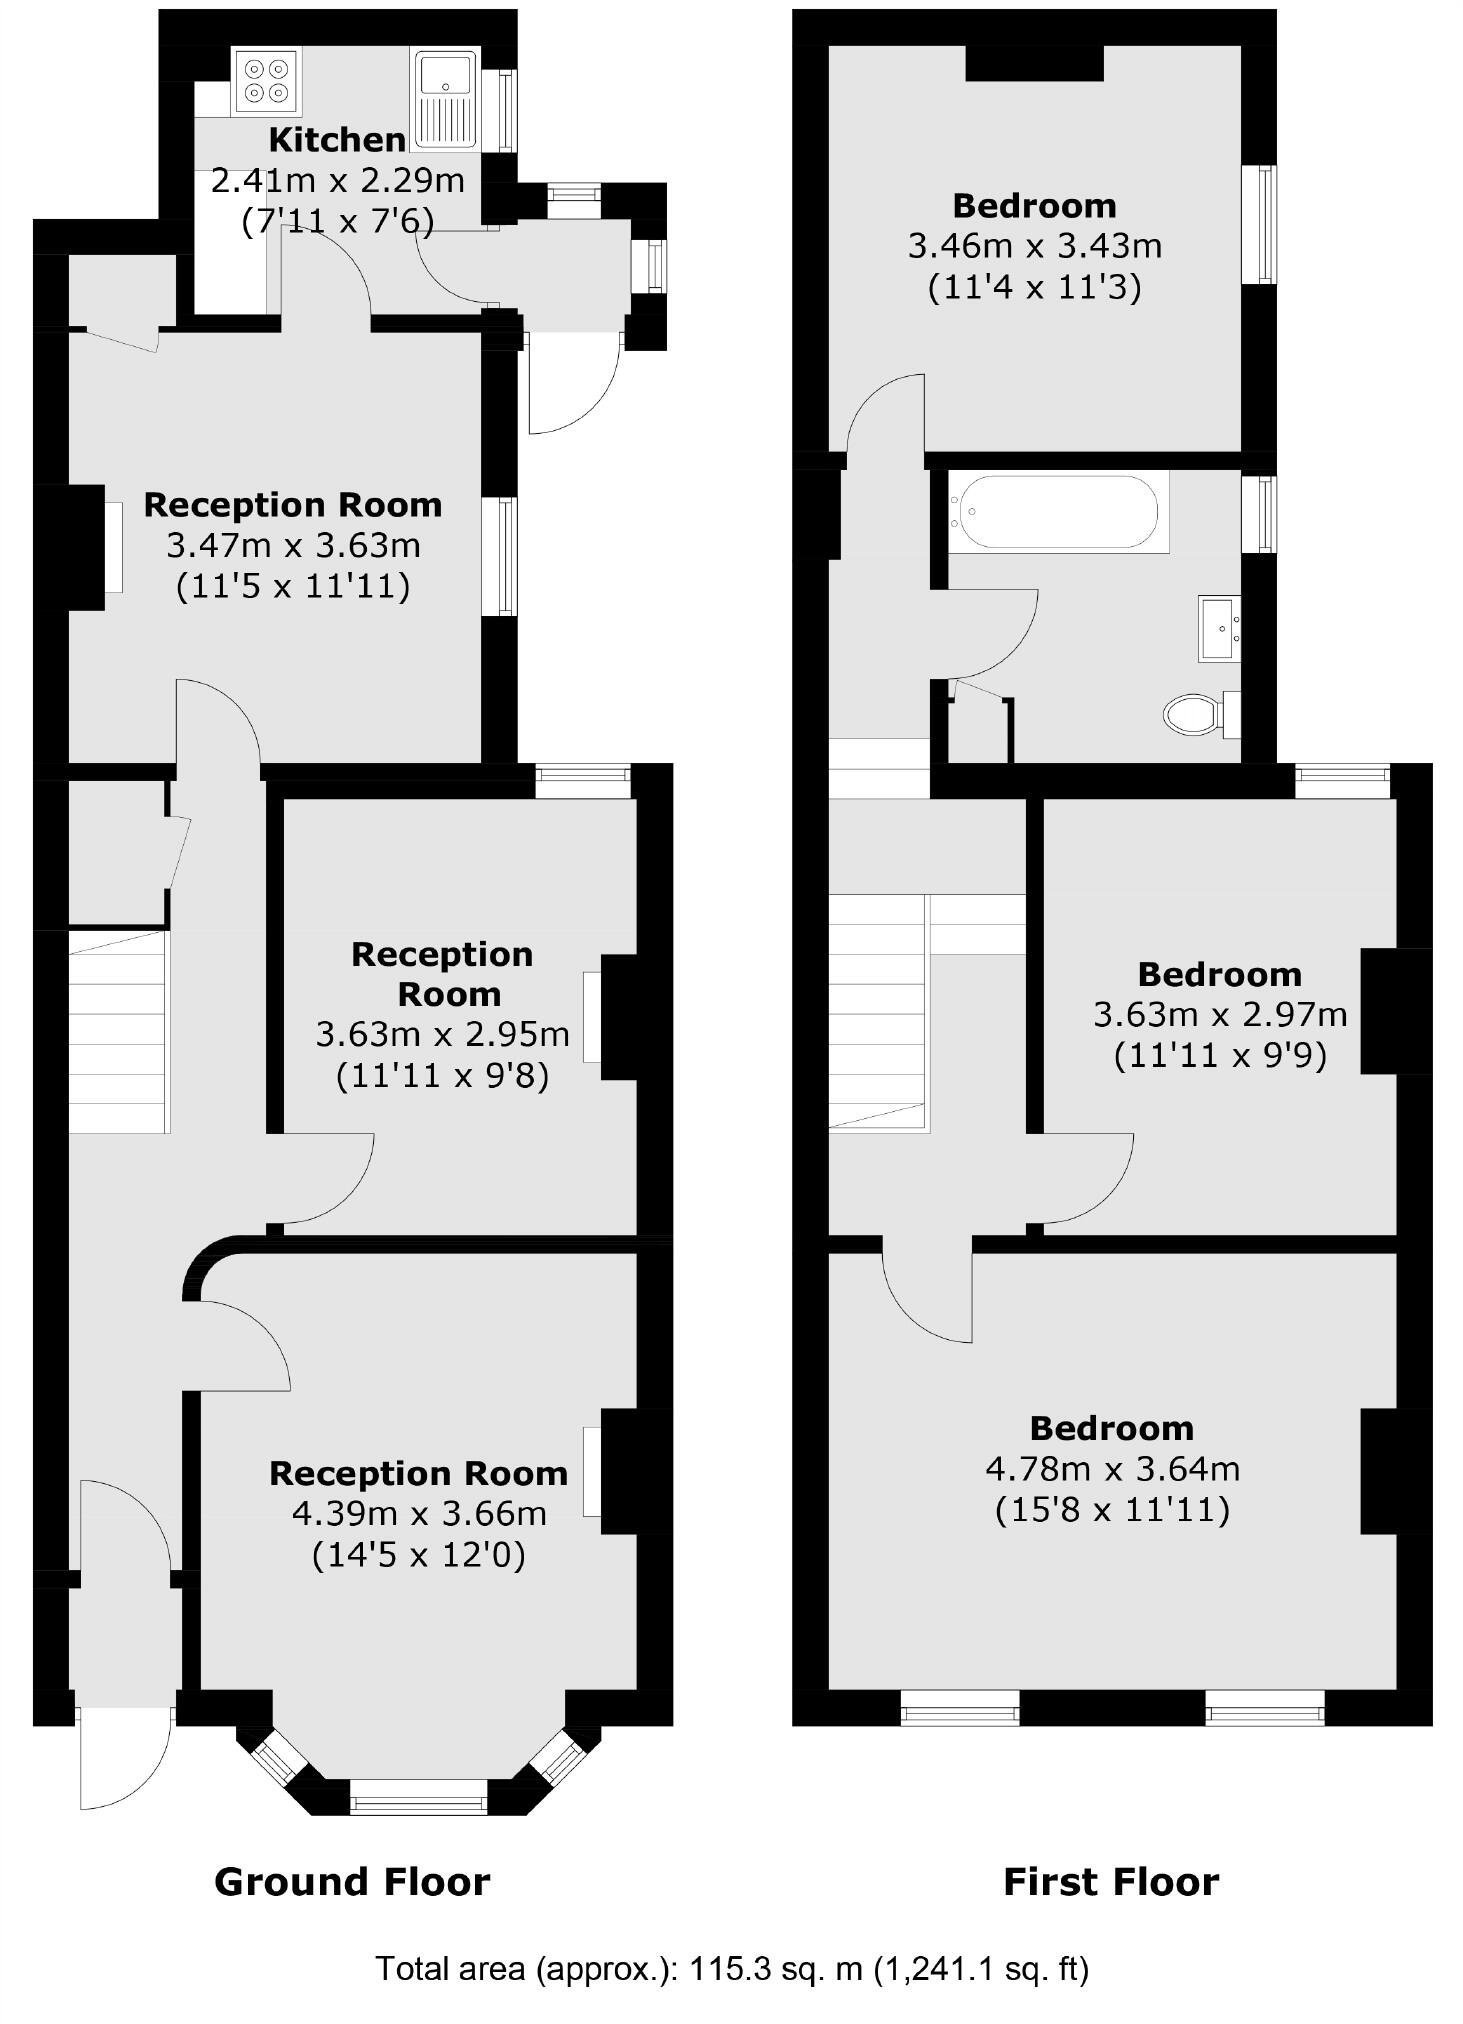 Kitchen
2.41m x 2.29m
(7'11 x 7'6)
Reception Room
3.47m x 3.63m
(11'5 x 11'11)
Reception
Room
3.63m x 2.95m
(11'11 x 9'8)
Reception Room
4.39m x 3.66m
(14'5 x 12'0)
Ground Floor
Bedroom
3.46m x 3.43m
(11'4 x 11'3)
Bedroom
3.63m x 2.97m
(11'11 x 9'9)
Bedroom
4.78m x 3.64m
(15'8 x 11'11)
First Floor
Total area (approx.): 115.3 sq. m (1,241.1 sq. ft)